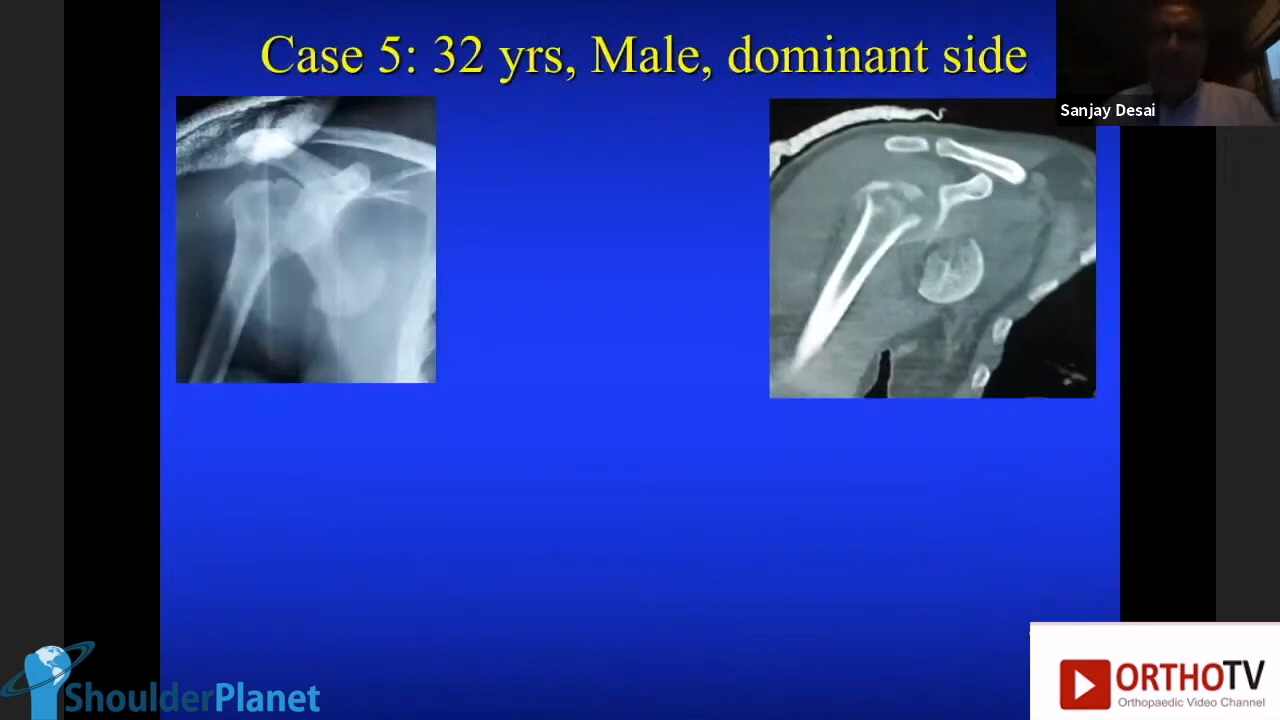 Case 5: 32 yrs, Male, dominant side
Sanjay Desai
ShoulderPlanet
ORTHOTV
Orthopaedic Video Channel